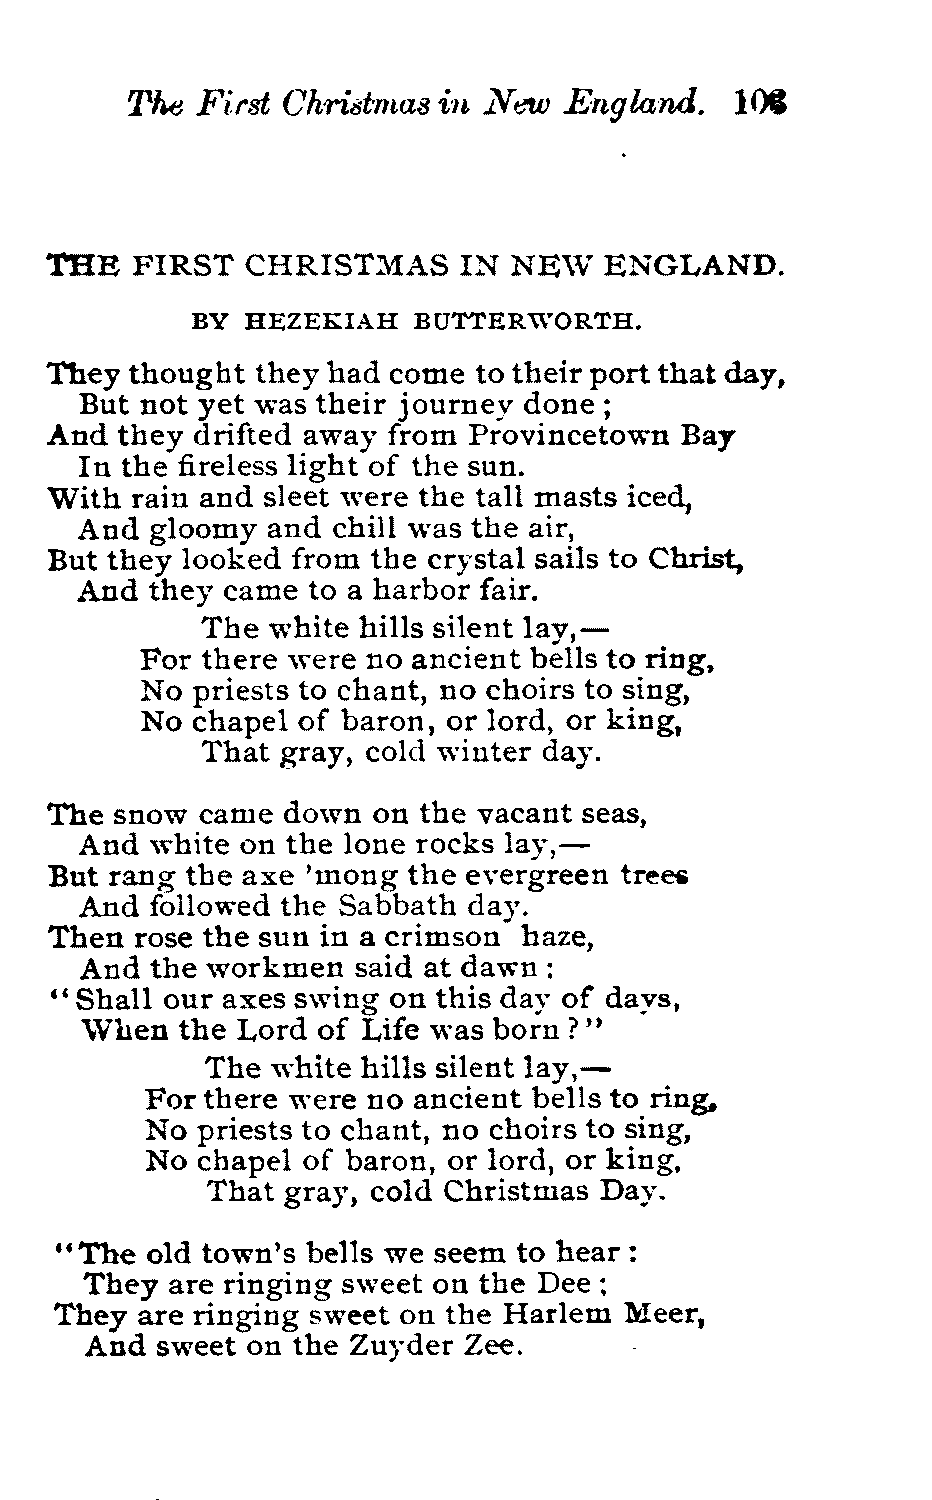 The First Christmas in New England. 103
THE FIRST CHRISTMAS IN NEW ENGLAND.
BY HEZEKIAH BUTTERWORTH.
They thought they had come to their port that day,
But not yet was their journey done;
And they drifted away from Provincetown Bay
In the fireless light of the sun.
With rain and sleet were the tall masts iced,
And gloomy and chill was the air,
But they looked from the crystal sails to Christ,
And they came to a harbor fair.
The white hills silent lay,—
For there were no ancient bells to ring,
No priests to chant, no choirs to sing,
No chapel of baron, or lord, or king,
That gray, cold winter day.
The snow came down on the vacant seas,
And white on the lone rocks lay,—
But rang the axe 'mong the evergreen trees
And followed the Sabbath day.
Then rose the sun in a crimson haze,
And the workmen said at dawn:
"Shall our axes swing on this day of days,
When the Lord of Life was born?"
The white hills silent lay,—
For there were no ancient bells to ring,
No priests to chant, no choirs to sing,
No chapel of baron, or lord, or king,
That gray, cold Christmas Day.
"The old town's bells we seem to hear:
They are ringing sweet on the Dee;
They are ringing sweet on the Harlem Meer,
And sweet on the Zuyder Zee.